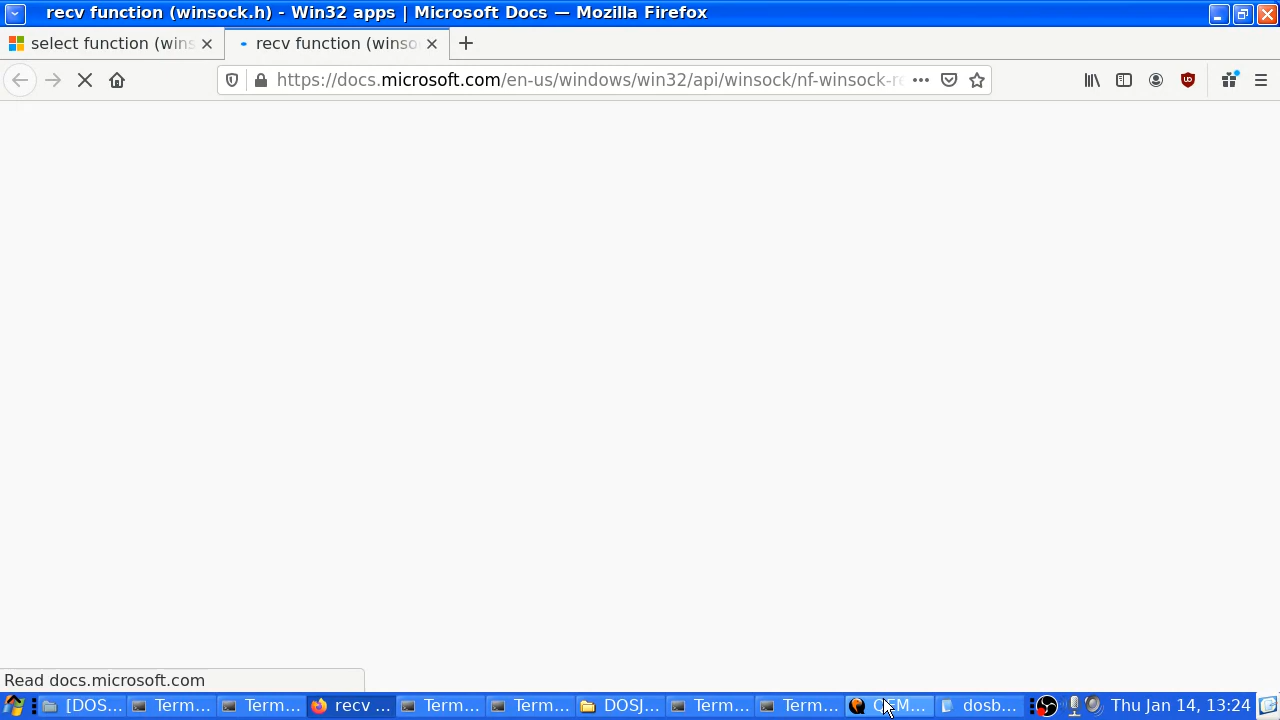 recv function (winsock.h) - Win32 apps | Microsoft Docs — Mozilla Firefox
select function (wins
recv function (winso
https://docs.microsoft.com/en-us/windows/win32/api/winsock/nf-winsock-re
Read docs.microsoft.com
[DOS... Term... Term... recv ... Term... Term... DOSJ... Term... Term... QEM... dosb... Thu Jan 14, 13:24